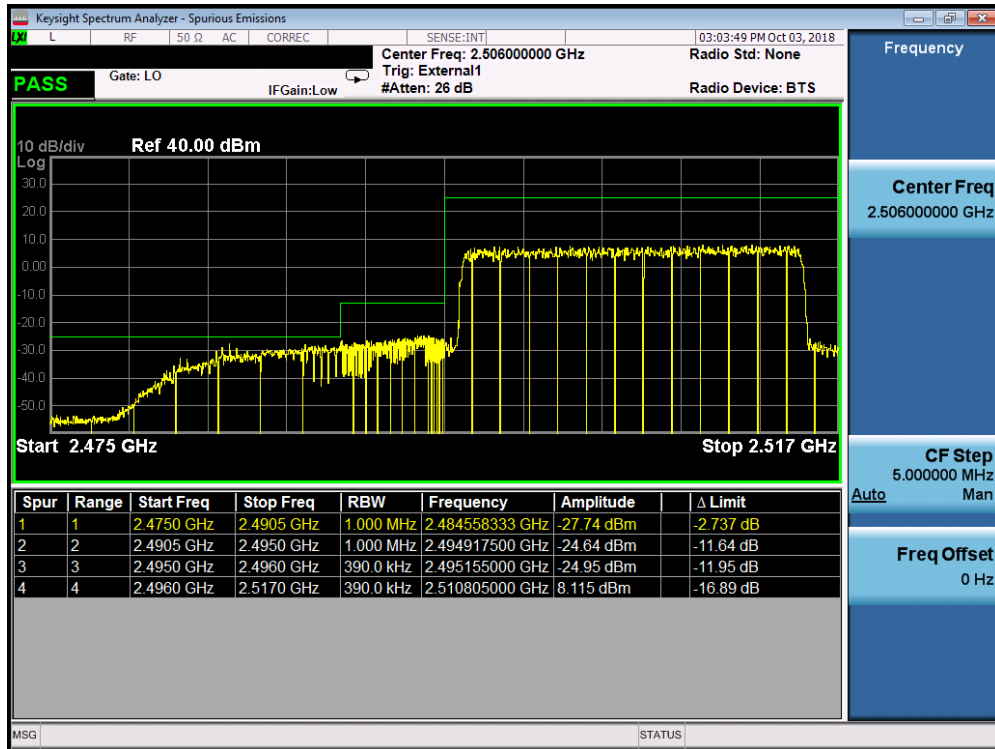 Keysight Spectrum Analyzer - Spurious Emissions
LXI L RF 50 Ω AC CORREC SENSE:INT 03:03:49 PM Oct 03, 2018
Center Freq: 2.506000000 GHz Radio Std: None
PASS Gate: LO Trig: External1
IFGain:Low #Atten: 26 dB Radio Device: BTS
10 dB/div Ref 40.00 dBm
Log
30.0
20.0
10.0
0.00
-10.0
-20.0
-30.0
-40.0
-50.0
Start 2.475 GHz Stop 2.517 GHz
Spur Range Start Freq Stop Freq RBW Frequency Amplitude Δ Limit
1 1 2.4750 GHz 2.4905 GHz 1.000 MHz 2.484558333 GHz -27.74 dBm -2.737 dB
2 2 2.4905 GHz 2.4950 GHz 1.000 MHz 2.494917500 GHz -24.64 dBm -11.64 dB
3 3 2.4950 GHz 2.4960 GHz 390.0 kHz 2.495155000 GHz -24.95 dBm -11.95 dB
4 4 2.4960 GHz 2.5170 GHz 390.0 kHz 2.510805000 GHz 8.115 dBm -16.89 dB
MSG STATUS
Frequency
Center Freq
2.506000000 GHz
CF Step
5.000000 MHz
Auto Man
Freq Offset
0 Hz